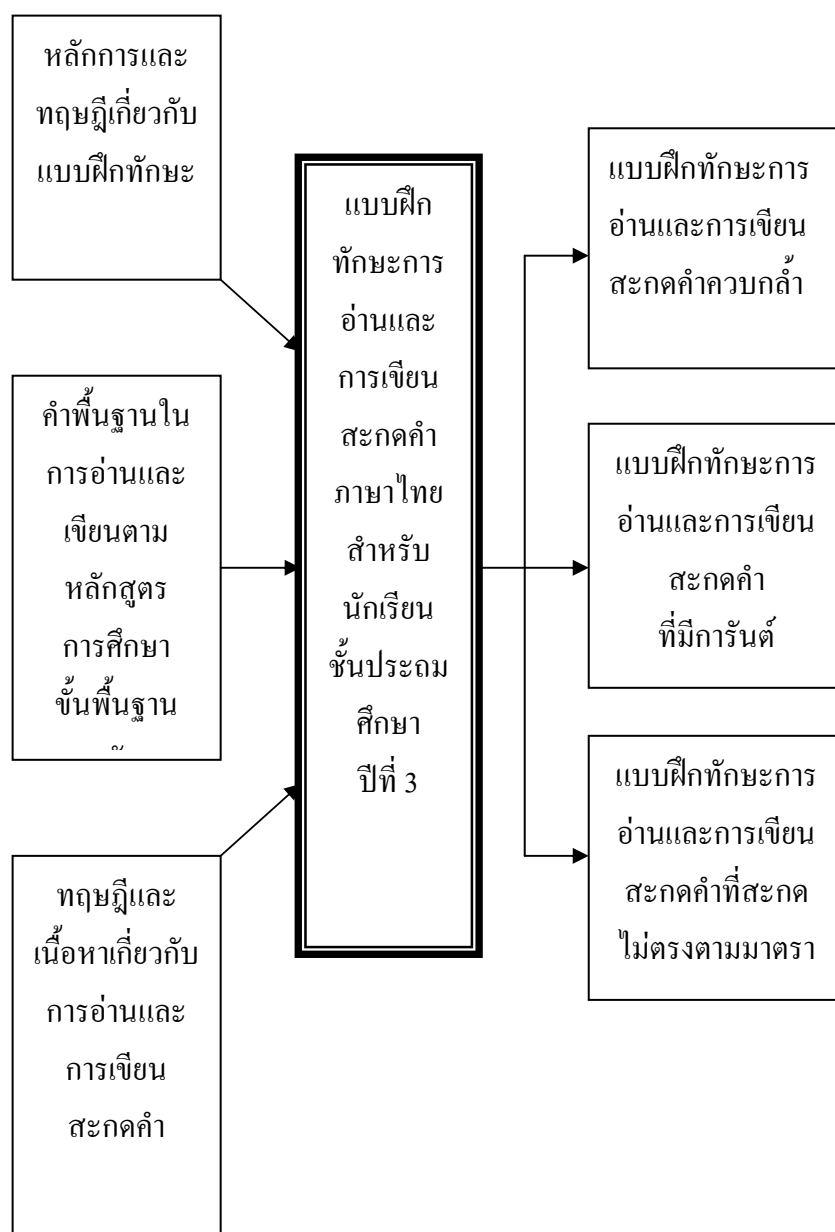 หลักการและ
ทฤษฎีเกี่ยวกับ
แบบฝึกทักษะ
คำพื้นฐานใน
การอ่านและ
เขียนตาม
หลักสูตร
การศึกษา
ขั้นพื้นฐาน
ทฤษฎีและ
เนื้อหาเกี่ยวกับ
การอ่านและ
การเขียน
สะกดคำ
แบบฝึก
ทักษะการ
อ่านและ
การเขียน
สะกดคำ
ภาษาไทย
สำหรับ
นักเรียน
ชั้นประถม
ศึกษา
ปีที่ 3
แบบฝึกทักษะการ
อ่านและการเขียน
สะกดคำควบกล้ำ
แบบฝึกทักษะการ
อ่านและการเขียน
สะกดคำ
ที่มีการันต์
แบบฝึกทักษะการ
อ่านและการเขียน
สะกดคำที่สะกด
ไม่ตรงตามมาตรา